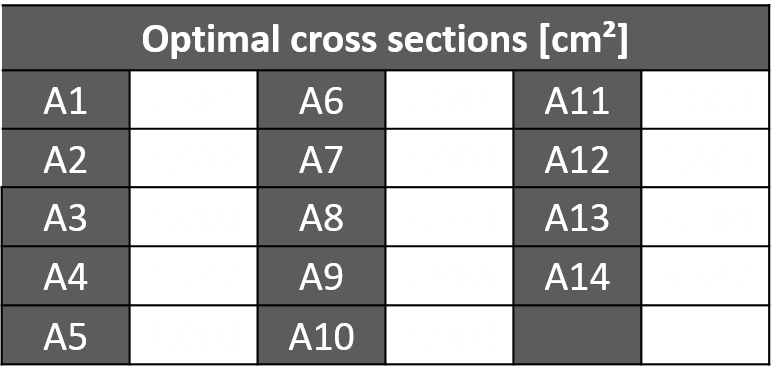 Optimal cross sections [cm²]
A1 A6 A11
A2 A7 A12
A3 A8 A13
A4 A9 A14
A5 A10